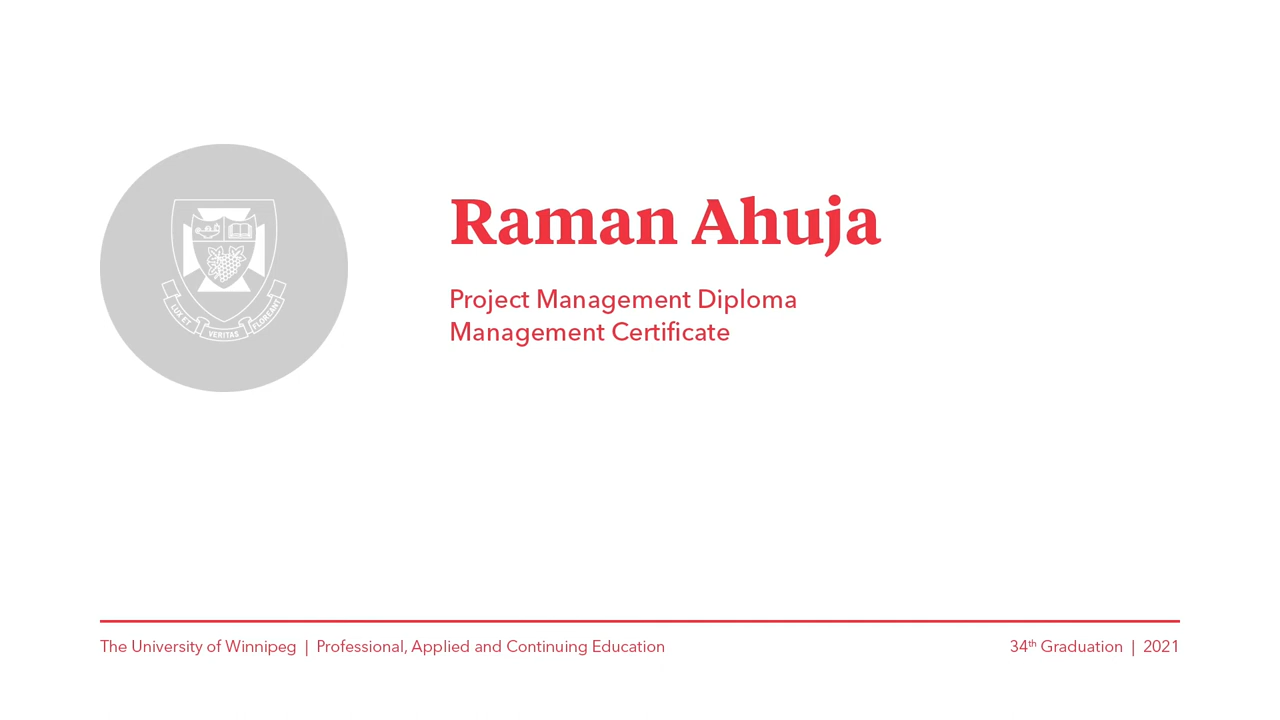 LUX ET VERITAS FLOREANT
Raman Ahuja
Project Management Diploma
Management Certificate
The University of Winnipeg | Professional, Applied and Continuing Education
34th Graduation | 2021